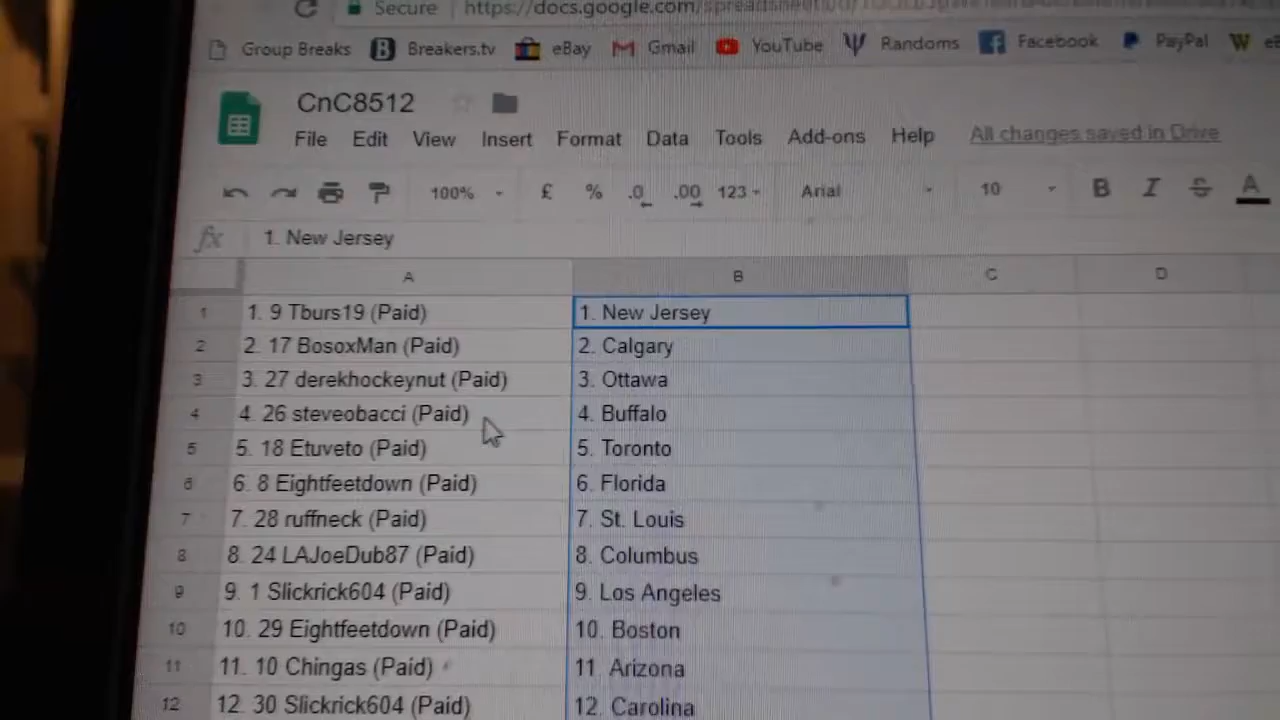 Secure https://docs.google.com/spreadsheet
Group Breaks Breakers.tv eBay Gmail YouTube Randoms Facebook PayPal
CnC8512
File Edit View Insert Format Data Tools Add-ons Help All changes saved in Drive
100% £ % .0 .00 123 Arial 10 B I S A
fx 1. New Jersey
A B C D
1 1. 9 Tburs19 (Paid) 1. New Jersey
2 2. 17 BosoxMan (Paid) 2. Calgary
3 3. 27 derekhockeynut (Paid) 3. Ottawa
4 4. 26 steveobacci (Paid) 4. Buffalo
5 5. 18 Etuveto (Paid) 5. Toronto
6 6. 8 Eightfeetdown (Paid) 6. Florida
7 7. 28 ruffneck (Paid) 7. St. Louis
8 8. 24 LAJoeDub87 (Paid) 8. Columbus
9 9. 1 Slickrick604 (Paid) 9. Los Angeles
10 10. 29 Eightfeetdown (Paid) 10. Boston
11 11. 10 Chingas (Paid) 11. Arizona
12 12. 30 Slickrick604 (Paid) 12. Carolina